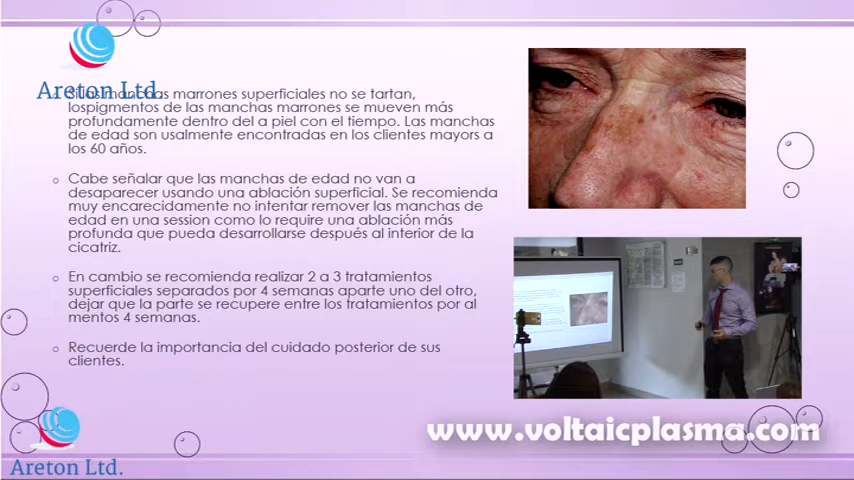 Areton Ltd.
Si las manchas marrones superficiales no se tartan,
lospigmentos de las manchas marrones se mueven más
profundamente dentro del a piel con el tiempo. Las manchas
de edad son usalmente encontradas en los clientes mayors a
los 60 años.
Cabe señalar que las manchas de edad no van a
desaparecer usando una ablación superficial. Se recomienda
muy encarecidamente no intentar remover las manchas de
edad en una session como lo require una ablación más
profunda que pueda desarrollarse después al interior de la
cicatriz.
En cambio se recomienda realizar 2 a 3 tratamientos
superficiales separados por 4 semanas aparte uno del otro,
dejar que la parte se recupere entre los tratamientos por al
mentos 4 semanas.
Recuerde la importancia del cuidado posterior de sus
clientes.
www.voltaicplasma.com
Areton Ltd.